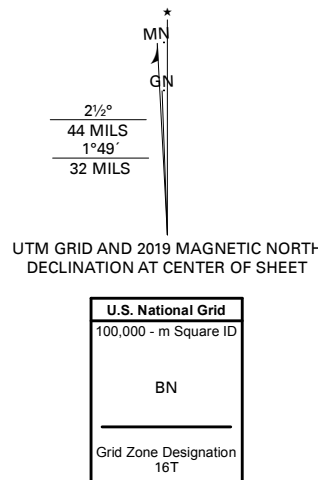 ★
MN
GN
2½°
44 MILS
1°49´
32 MILS
UTM GRID AND 2019 MAGNETIC NORTH
DECLINATION AT CENTER OF SHEET
U.S. National Grid
100,000 - m Square ID
BN
Grid Zone Designation
16T